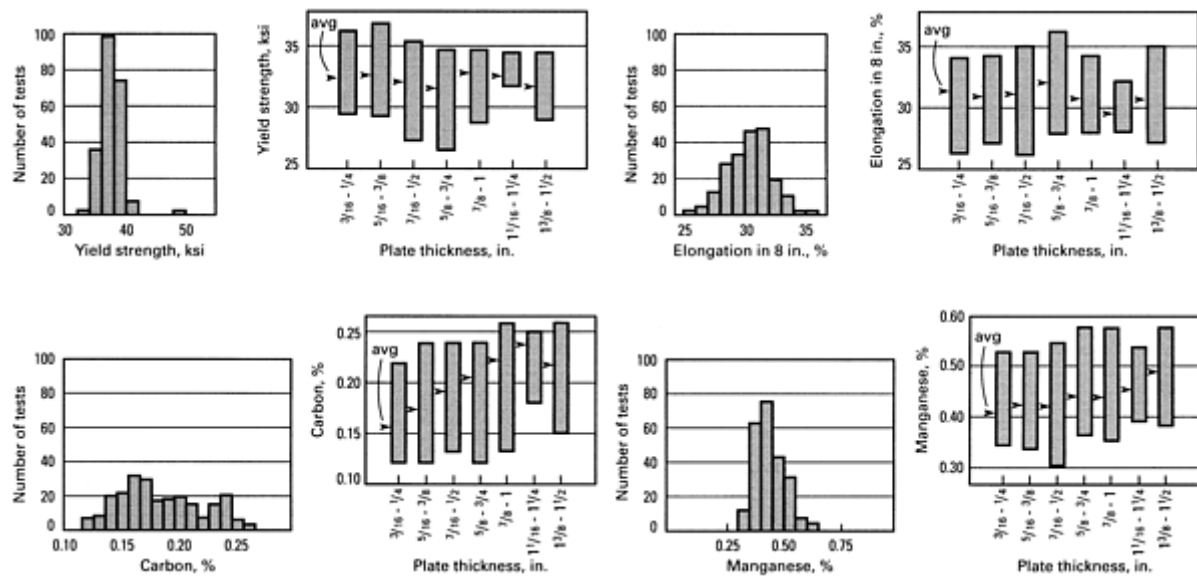 Number of tests
100
80
60
40
20
0
30
40
50
Yield strength, ksi
avg
Yield strength, ksi
35
30
25
3/16 - 1/4
5/16 - 3/8
7/16 - 1/2
5/8 - 3/4
7/8 - 1
1 1/16 - 1 1/4
1 3/8 - 1 1/2
Plate thickness, in.
Number of tests
100
80
60
40
20
0
25
30
35
Elongation in 8 in., %
avg
Elongation in 8 in., %
35
30
25
3/16 - 1/4
5/16 - 3/8
7/16 - 1/2
5/8 - 3/4
7/8 - 1
1 1/16 - 1 1/4
1 3/8 - 1 1/2
Plate thickness, in.
Number of tests
100
80
60
40
20
0
0.10
0.15
0.20
0.25
Carbon, %
avg
Carbon, %
0.25
0.20
0.15
0.10
3/16 - 1/4
5/16 - 3/8
7/16 - 1/2
5/8 - 3/4
7/8 - 1
1 1/16 - 1 1/4
1 3/8 - 1 1/2
Plate thickness, in.
Number of tests
100
80
60
40
20
0
0.25
0.50
0.75
Manganese, %
avg
Manganese, %
0.60
0.50
0.40
0.30
3/16 - 1/4
5/16 - 3/8
7/16 - 1/2
5/8 - 3/4
7/8 - 1
1 1/16 - 1 1/4
1 3/8 - 1 1/2
Plate thickness, in.